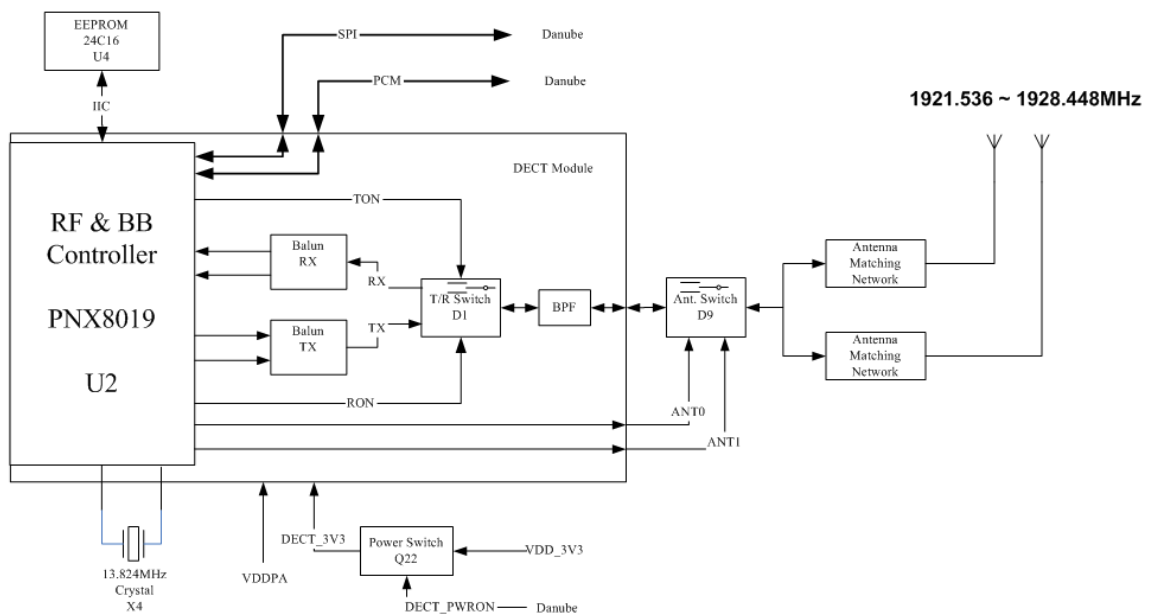 EEPROM
24C16
U4
SPI
Danube
PCM
Danube
IIC
1921.536 ~ 1928.448MHz
DECT Module
RF & BB
Controller
PNX8019
U2
TON
Balun
RX
RX
T/R Switch
D1
BPF
Ant. Switch
D9
Antenna
Matching
Network
Balun
TX
TX
Antenna
Matching
Network
RON
ANT0
ANT1
13.824MHz
Crystal
X4
VDDPA
DECT_3V3
Power Switch
Q22
VDD_3V3
DECT_PWRON
Danube